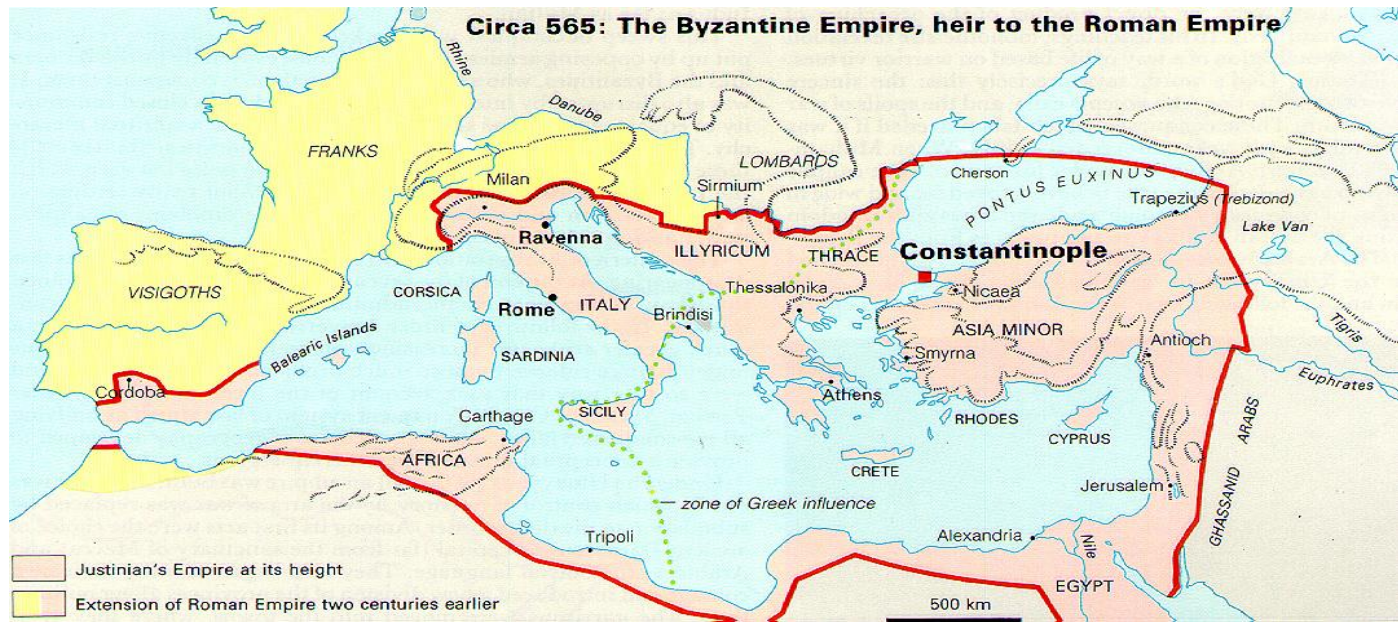 Circa 565: The Byzantine Empire, heir to the Roman Empire
Rhine
Danube
FRANKS
LOMBARDS
Cherson
PONTUS EUXINUS
Milan
Sirmium
Trapezius (Trebizond)
Lake Van
Ravenna
ILLYRICUM
THRACE
Constantinople
VISIGOTHS
CORSICA
Thessalonika
Nicaea
Rome
ITALY
Brindisi
ASIA MINOR
Tigris
Balearic Islands
SARDINIA
Smyrna
Antioch
Euphrates
Cordoba
Athens
Carthage
SICILY
RHODES
CYPRUS
AFRICA
CRETE
GHASSANID ARABS
Jerusalem
zone of Greek influence
Tripoli
Alexandria
Nile
Justinian's Empire at its height
EGYPT
Extension of Roman Empire two centuries earlier
500 km